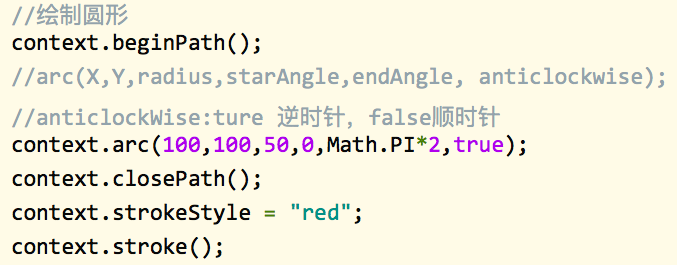 //绘制圆形
context.beginPath();
//arc(X,Y,radius,starAngle,endAngle, anticlockwise);
//anticlockWise:ture 逆时针，false顺时针
context.arc(100,100,50,0,Math.PI*2,true);
context.closePath();
context.strokeStyle = "red";
context.stroke();